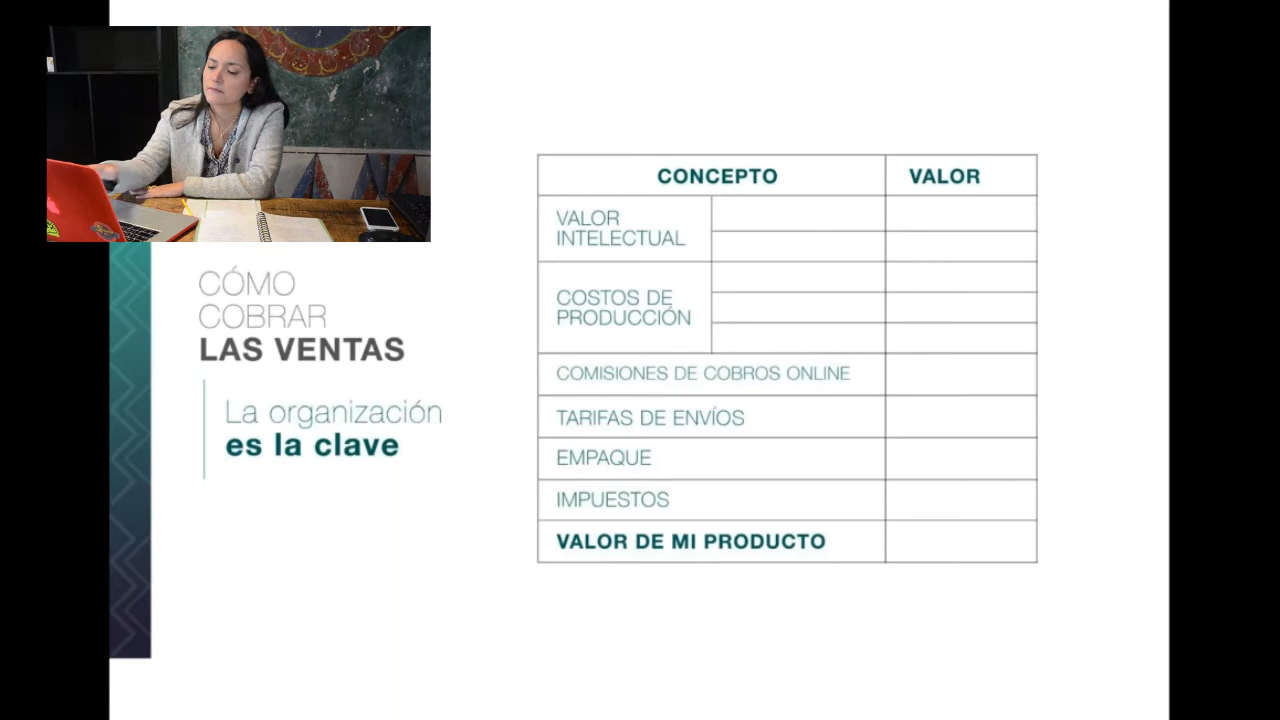 CÓMO
COBRAR
LAS VENTAS
La organización
es la clave
CONCEPTO VALOR
VALOR
INTELECTUAL
COSTOS DE
PRODUCCIÓN
COMISIONES DE COBROS ONLINE
TARIFAS DE ENVÍOS
EMPAQUE
IMPUESTOS
VALOR DE MI PRODUCTO